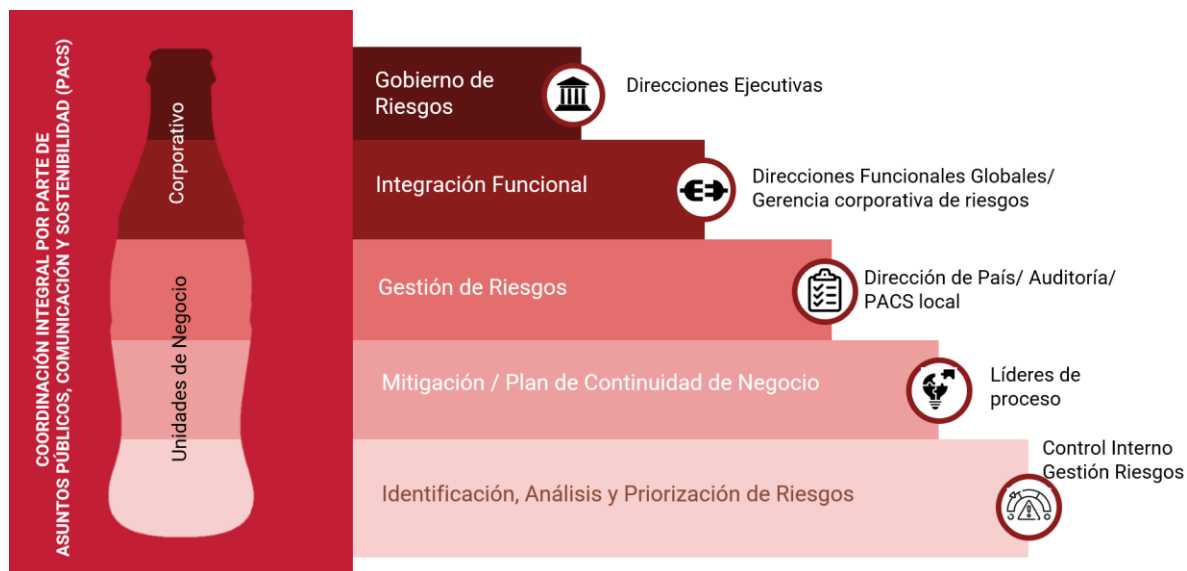 COORDINACIÓN INTEGRAL POR PARTE DE
ASUNTOS PÚBLICOS, COMUNICACIÓN Y SOSTENIBILIDAD (PACS)
Corporativo
Unidades de Negocio
Gobierno de
Riesgos
Direcciones Ejecutivas
Integración Funcional
Direcciones Funcionales Globales/
Gerencia corporativa de riesgos
Gestión de Riesgos
Dirección de País/ Auditoría/
PACS local
Mitigación / Plan de Continuidad de Negocio
Líderes de
proceso
Identificación, Análisis y Priorización de Riesgos
Control Interno
Gestión Riesgos